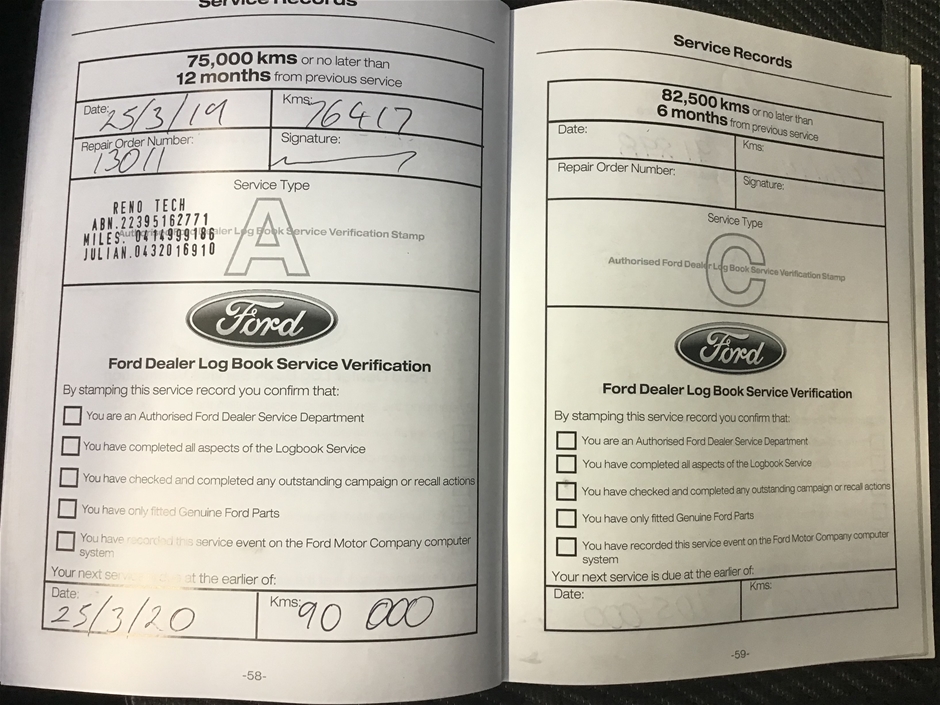 Service Records
75,000 kms or no later than
12 months from previous service
Date: 25/3/19
Kms: 76417
Repair Order Number: 13011
Signature:
Service Type
A
RENO TECH
ABN.22395162771
MILES. 0414999186
JULIAN.0432016910
Authorised Ford Dealer Log Book Service Verification Stamp
Ford
Ford Dealer Log Book Service Verification
By stamping this service record you confirm that:
You are an Authorised Ford Dealer Service Department
You have completed all aspects of the Logbook Service
You have checked and completed any outstanding campaign or recall actions
You have only fitted Genuine Ford Parts
You have recorded this service event on the Ford Motor Company computer
system
Your next service is due at the earlier of:
Date: 25/3/20
Kms: 90 000
-58-
Service Records
82,500 kms or no later than
6 months from previous service
Date:
Kms:
Repair Order Number:
Signature:
Service Type
C
Authorised Ford Dealer Log Book Service Verification Stamp
Ford
Ford Dealer Log Book Service Verification
By stamping this service record you confirm that:
You are an Authorised Ford Dealer Service Department
You have completed all aspects of the Logbook Service
You have checked and completed any outstanding campaign or recall actions
You have only fitted Genuine Ford Parts
You have recorded this service event on the Ford Motor Company computer
system
Your next service is due at the earlier of:
Date:
Kms:
-59-